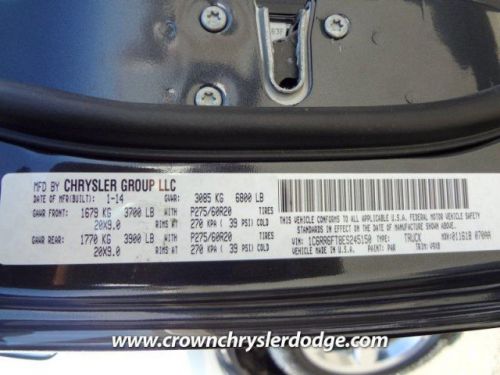 MFD BY CHRYSLER GROUP LLC
DATE OF MFR(BUILT): 1-14 GVWR: 3085 KG 6800 LB
GAWR FRONT: 1679 KG 3700 LB WITH P275/60R20 TIRES
20X9.0 RIMS AT 270 KPA ( 39 PSI) COLD
GAWR REAR: 1770 KG 3900 LB WITH P275/60R20 TIRES
20X9.0 RIMS AT 270 KPA ( 39 PSI) COLD
THIS VEHICLE CONFORMS TO ALL APPLICABLE U.S.A. FEDERAL MOTOR VEHICLE
SAFETY STANDARDS IN EFFECT ON THE DATE OF MANUFACTURE SHOWN ABOVE.
VIN: TYPE: TRUCK
VEHICLE MADE IN U.S.A. PAINT: TRIM:
www.crownchryslerdodge.com